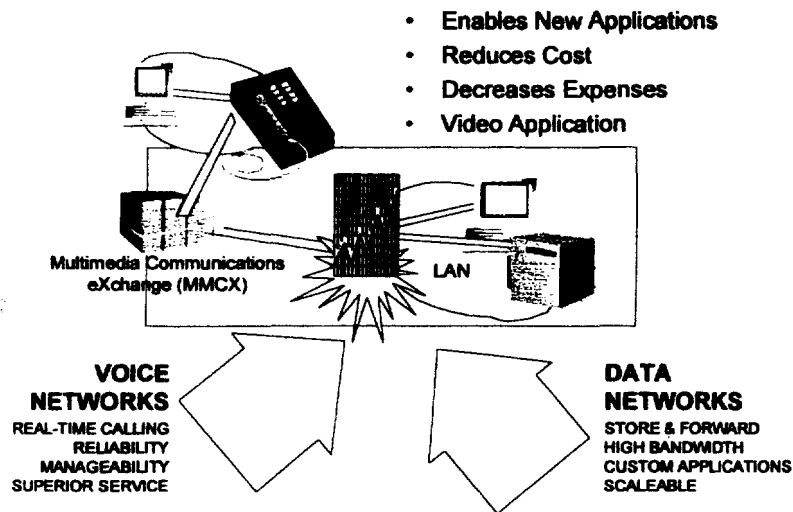 • Enables New Applications
• Reduces Cost
• Decreases Expenses
• Video Application
Multimedia Communications
eXchange (MMCX)
LAN
VOICE
NETWORKS
REAL-TIME CALLING
RELIABILITY
MANAGEABILITY
SUPERIOR SERVICE
DATA
NETWORKS
STORE & FORWARD
HIGH BANDWIDTH
CUSTOM APPLICATIONS
SCALEABLE